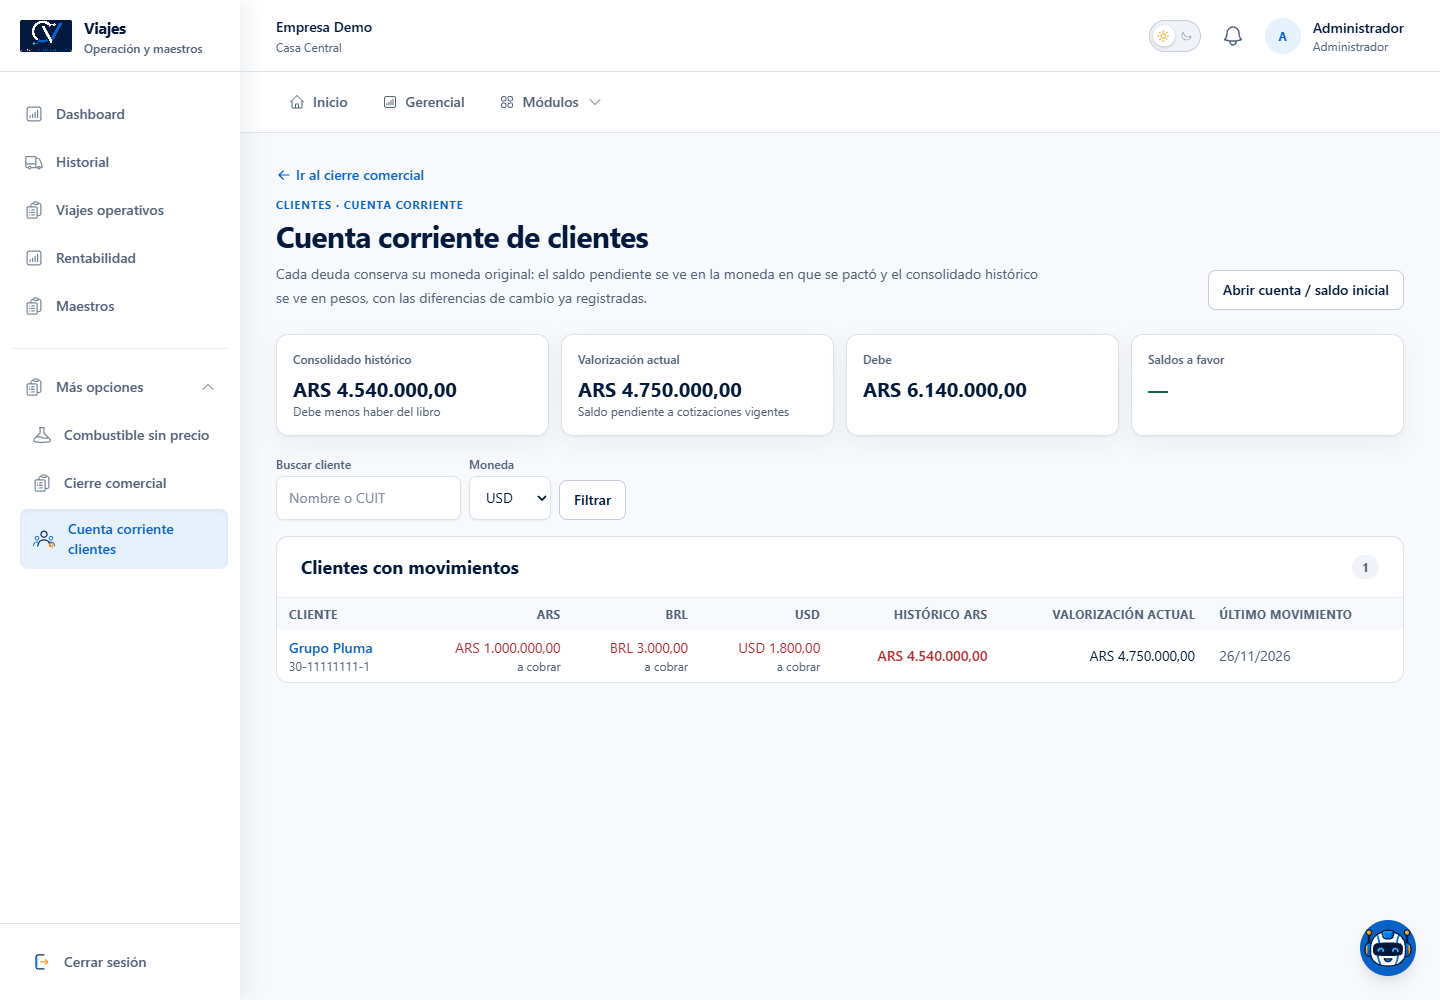 Viajes
Operación y maestros
Empresa Demo
Casa Central
A
Administrador
Administrador
Inicio
Gerencial
Módulos
Dashboard
Historial
Viajes operativos
Rentabilidad
Maestros
Más opciones
Combustible sin precio
Cierre comercial
Cuenta corriente
clientes
Cerrar sesión
← Ir al cierre comercial
CLIENTES · CUENTA CORRIENTE
Cuenta corriente de clientes
Cada deuda conserva su moneda original: el saldo pendiente se ve en la moneda en que se pactó y el consolidado histórico
se ve en pesos, con las diferencias de cambio ya registradas.
Abrir cuenta / saldo inicial
Consolidado histórico
ARS 4.540.000,00
Debe menos haber del libro
Valorización actual
ARS 4.750.000,00
Saldo pendiente a cotizaciones vigentes
Debe
ARS 6.140.000,00
Saldos a favor
—
Buscar cliente
Moneda
Nombre o CUIT
USD
Filtrar
Clientes con movimientos
1
CLIENTE ARS BRL USD HISTÓRICO ARS VALORIZACIÓN ACTUAL ÚLTIMO MOVIMIENTO
Grupo Pluma ARS 1.000.000,00 BRL 3.000,00 USD 1.800,00 ARS 4.540.000,00 ARS 4.750.000,00 26/11/2026
30-11111111-1 a cobrar a cobrar a cobrar